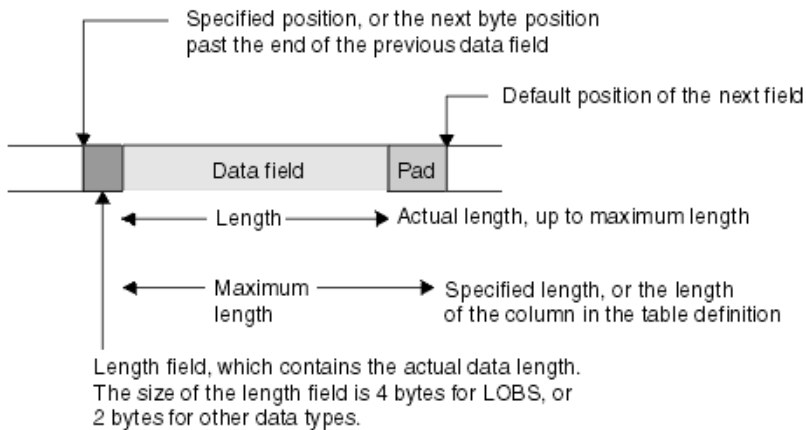 Specified position, or the next byte position
past the end of the previous data field
Default position of the next field
Data field
Pad
Length
Actual length, up to maximum length
Maximum
length
Specified length, or the length
of the column in the table definition
Length field, which contains the actual data length.
The size of the length field is 4 bytes for LOBS, or
2 bytes for other data types.